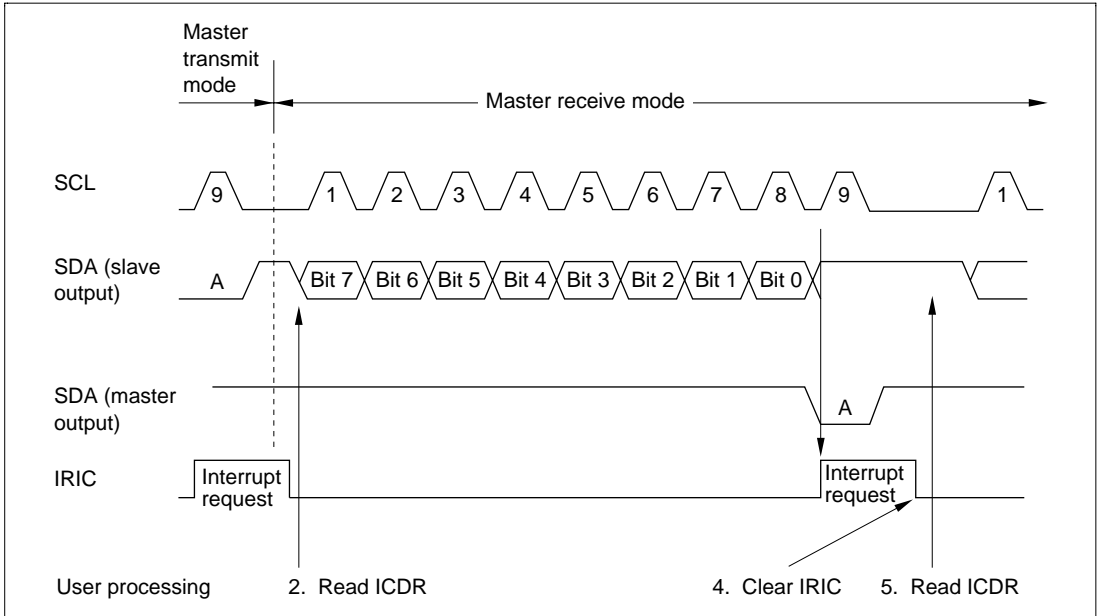 Master
transmit
mode
Master receive mode
SCL
9 1 2 3 4 5 6 7 8 9 1
SDA (slave
output)
A Bit 7 Bit 6 Bit 5 Bit 4 Bit 3 Bit 2 Bit 1 Bit 0
SDA (master
output)
A
IRIC
Interrupt
request
Interrupt
request
User processing 2. Read ICDR 4. Clear IRIC 5. Read ICDR